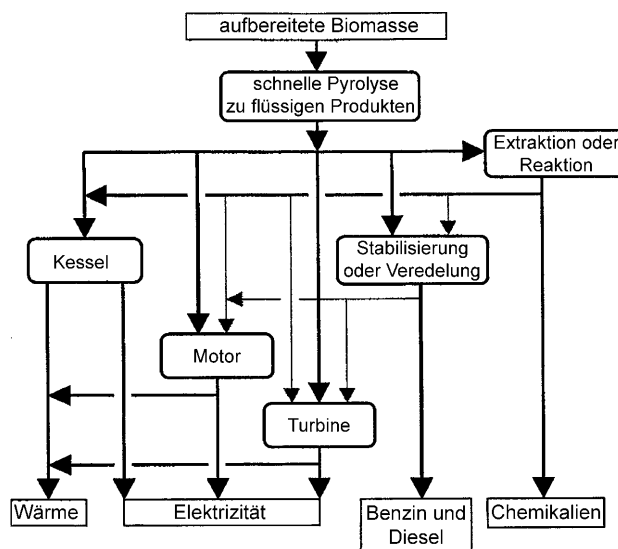 aufbereitete Biomasse
schnelle Pyrolyse
zu flüssigen Produkten
Extraktion oder
Reaktion
Kessel
Stabilisierung
oder Veredelung
Motor
Turbine
Wärme
Elektrizität
Benzin und
Diesel
Chemikalien